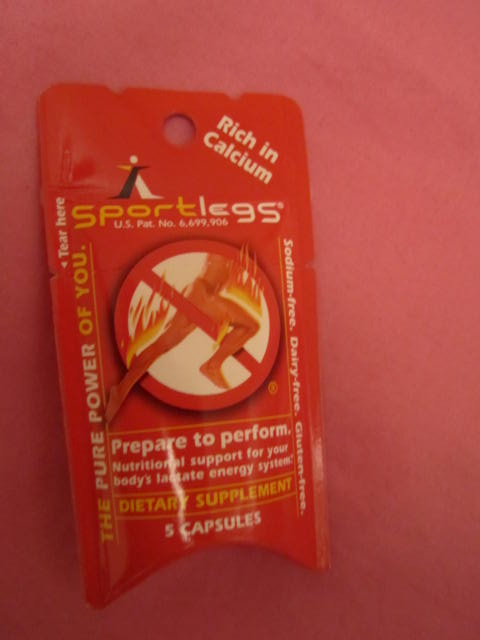 Rich in
Calcium
Tear here
Sportlegs®
U.S. Pat. No. 6,699,906
THE PURE POWER OF YOU.
Sodium-free. Dairy-free. Gluten-free.
®
Prepare to perform.
Nutritional support for your
body's lactate energy system.*
DIETARY SUPPLEMENT
5 CAPSULES